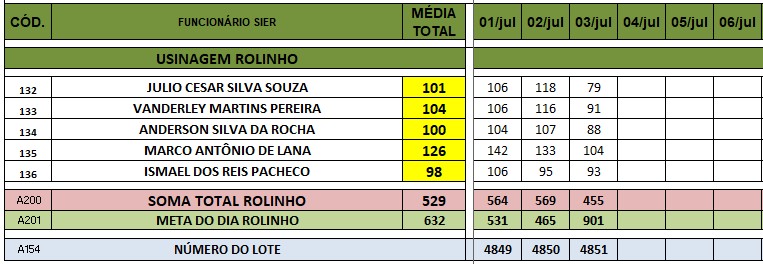 CÓD. FUNCIONÁRIO SIER MÉDIA TOTAL 01/jul 02/jul 03/jul 04/jul 05/jul 06/jul
USINAGEM ROLINHO
132 JULIO CESAR SILVA SOUZA 101 106 118 79
133 VANDERLEY MARTINS PEREIRA 104 106 116 91
134 ANDERSON SILVA DA ROCHA 100 104 107 88
135 MARCO ANTÔNIO DE LANA 126 142 133 104
136 ISMAEL DOS REIS PACHECO 98 106 95 93
A200 SOMA TOTAL ROLINHO 529 564 569 455
A201 META DO DIA ROLINHO 632 531 465 901
A154 NÚMERO DO LOTE 4849 4850 4851